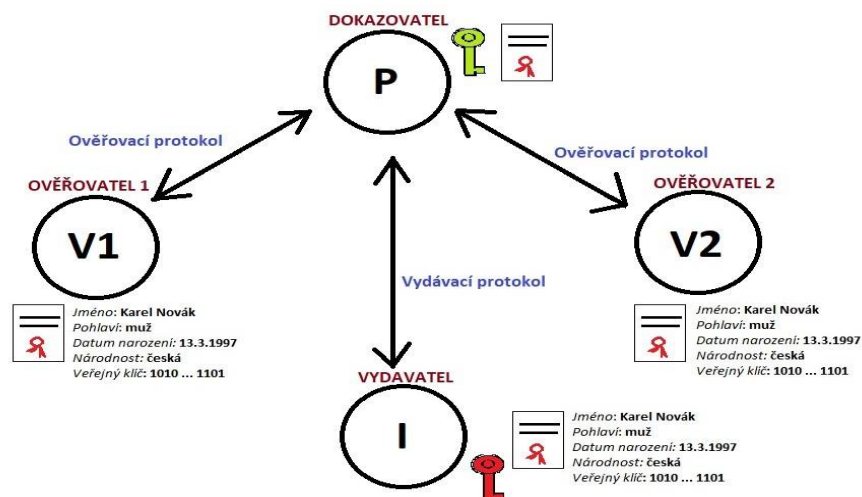 DOKAZOVATEL
P
Ověřovací protokol
Ověřovací protokol
OVĚŘOVATEL 1
OVĚŘOVATEL 2
V1
V2
Vydávací protokol
Jméno: Karel Novák
Pohlaví: muž
Datum narození: 13.3.1997
Národnost: česká
Veřejný klíč: 1010 ... 1101
Jméno: Karel Novák
Pohlaví: muž
Datum narození: 13.3.1997
Národnost: česká
Veřejný klíč: 1010 ... 1101
VYDAVATEL
I
Jméno: Karel Novák
Pohlaví: muž
Datum narození: 13.3.1997
Národnost: česká
Veřejný klíč: 1010 ... 1101